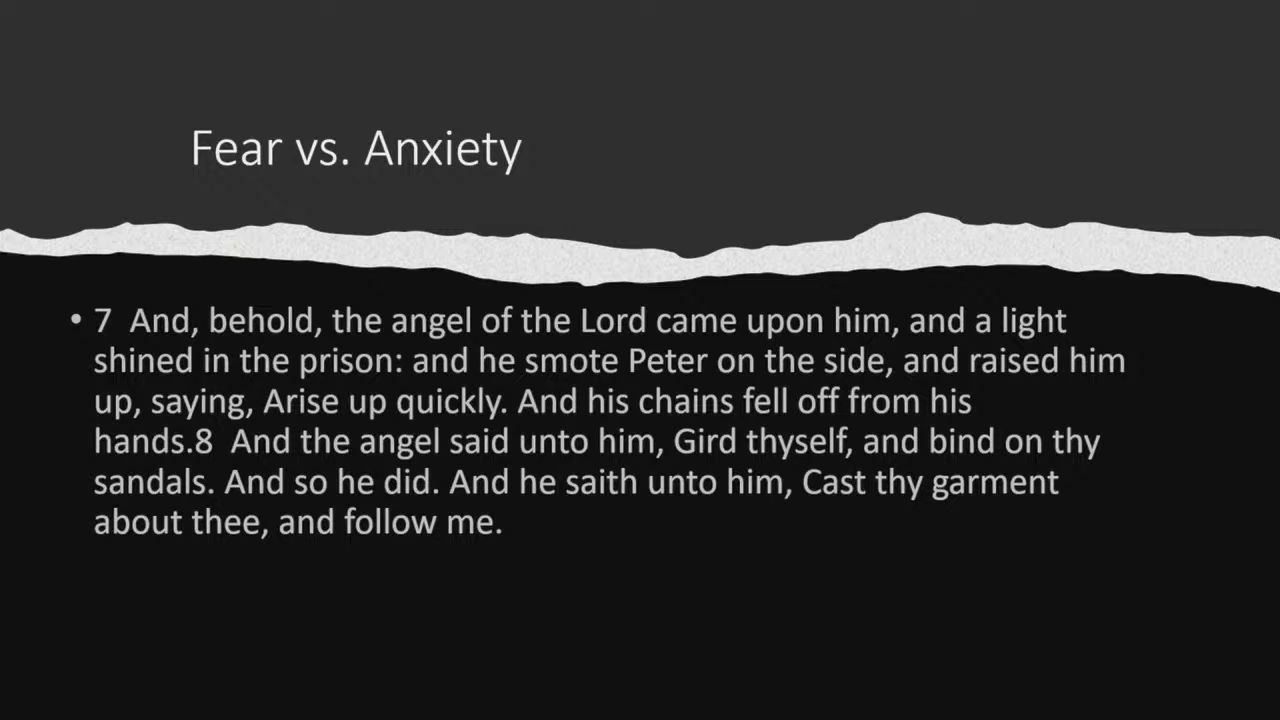 Fear vs. Anxiety
• 7  And, behold, the angel of the Lord came upon him, and a light
shined in the prison: and he smote Peter on the side, and raised him
up, saying, Arise up quickly. And his chains fell off from his
hands.8  And the angel said unto him, Gird thyself, and bind on thy
sandals. And so he did. And he saith unto him, Cast thy garment
about thee, and follow me.